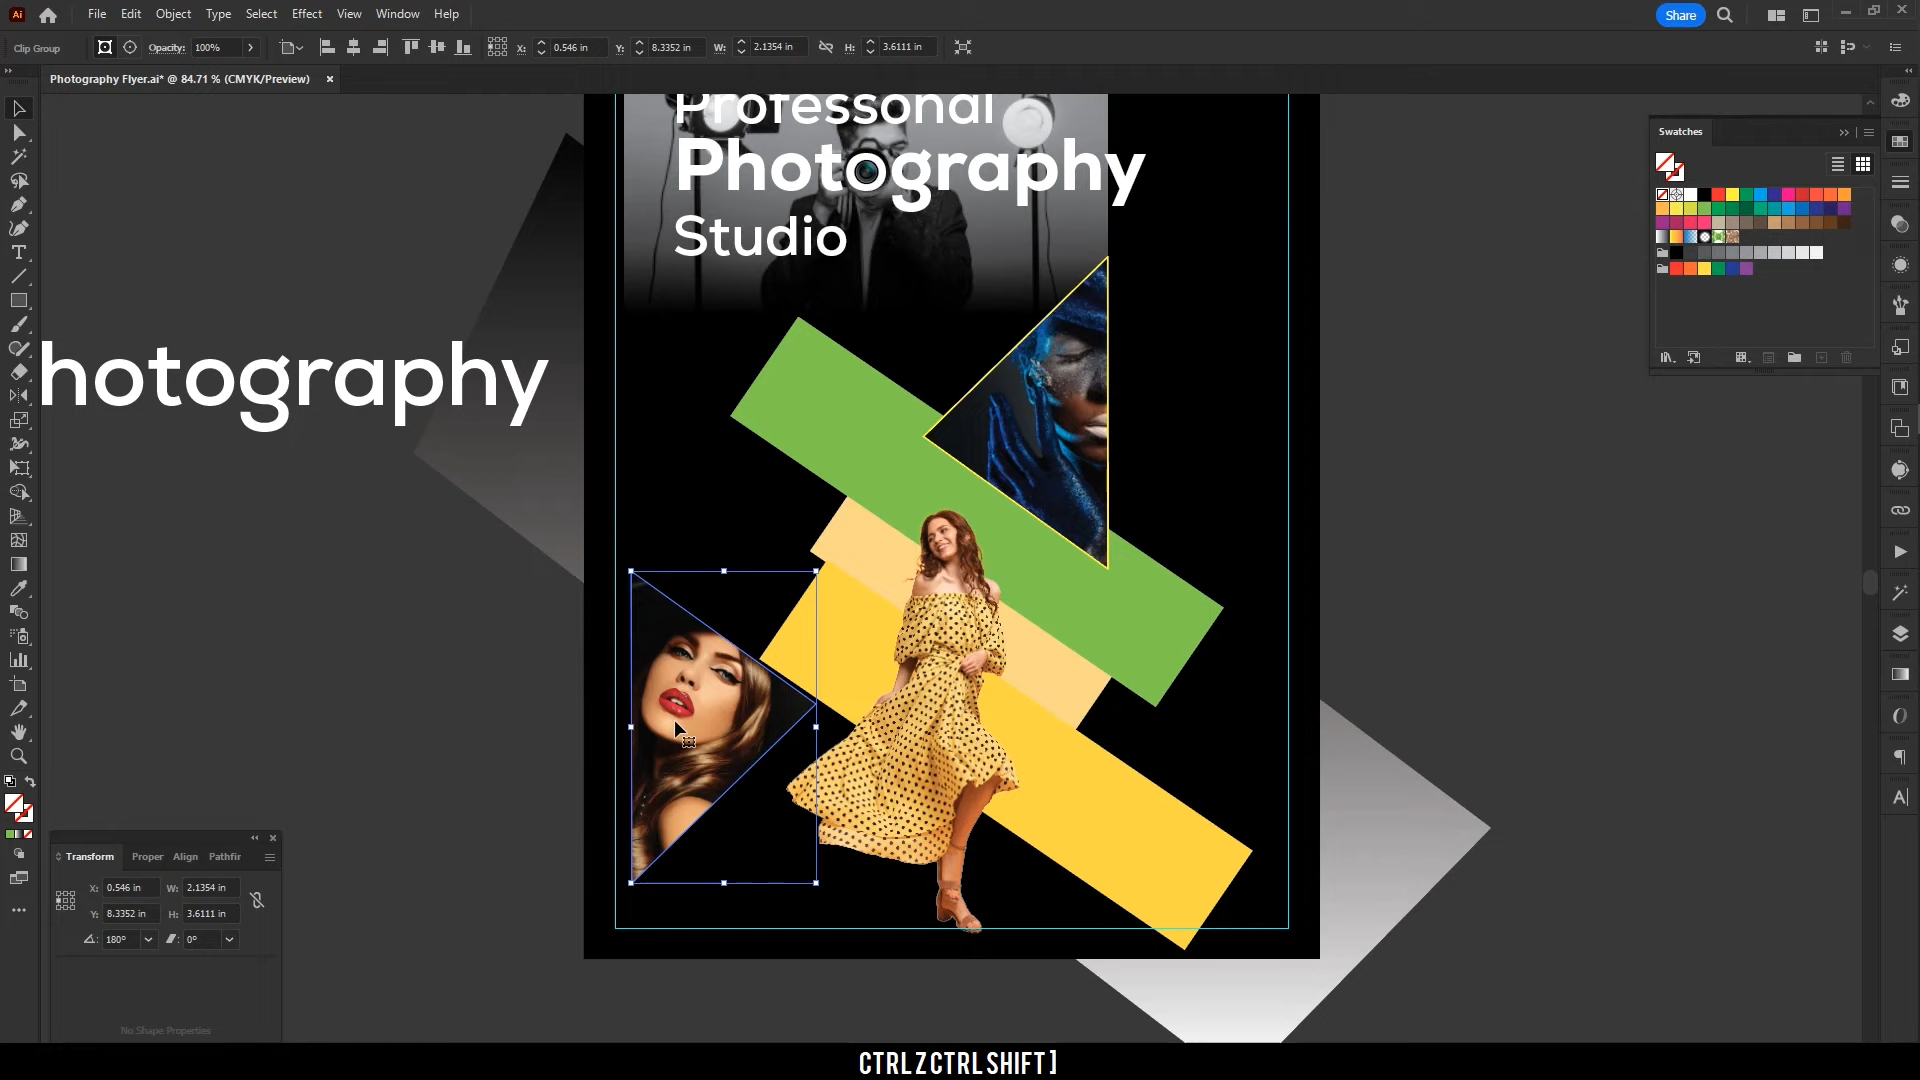 Ai File Edit Object Type Select Effect View Window Help Share
Clip Group Opacity: 100% X: 0.546 in Y: 8.3352 in W: 2.1354 in H: 3.6111 in
Photography Flyer.ai* @ 84.71 % (CMYK/Preview) ×
Professonal
Photography
Studio
hotography
Swatches
Transform Proper Align Pathfir
X: 0.546 in W: 2.1354 in
Y: 8.3352 in H: 3.6111 in
180° 0°
No Shape Properties
CTRL Z CTRL SHIFT ]